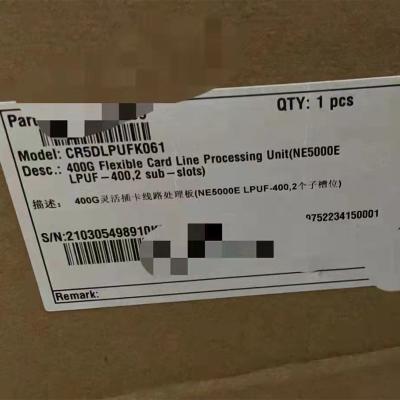 Part
QTY: 1 pcs
Model: CR5DLPUFK061
Desc.: 400G Flexible Card Line Processing Unit(NE5000E
LPUF-400,2 sub-slots)
描述: 400G灵活插卡线路处理板(NE5000E LPUF-400,2个子槽位)
S/N:210305498910
9752234150001
Remark: